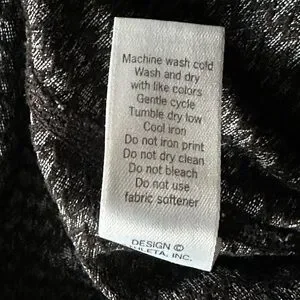 Machine wash cold
Wash and dry
with like colors
Gentle cycle
Tumble dry low
Cool iron
Do not iron print
Do not dry clean
Do not bleach
Do not use
fabric softener
DESIGN ©
INC.